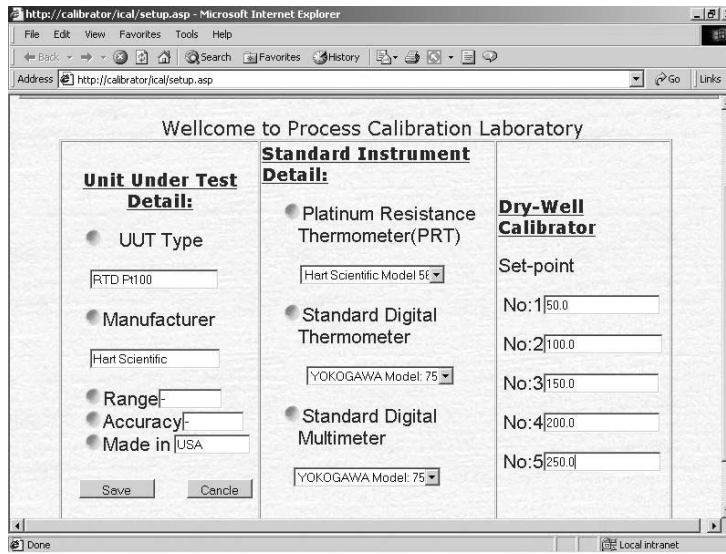 http://calibrator/ical/setup.asp - Microsoft Internet Explorer
File Edit View Favorites Tools Help
Back Search Favorites History
Address http://calibrator/ical/setup.asp Go Links
Wellcome to Process Calibration Laboratory
Unit Under Test
Detail:
UUT Type
RTD Pt100
Manufacturer
Hart Scientific
Range -
Accuracy -
Made in USA
Save Cancle
Standard Instrument
Detail:
Platinum Resistance
Thermometer(PRT)
Hart Scientific Model 56
Standard Digital
Thermometer
YOKOGAWA Model: 75
Standard Digital
Multimeter
YOKOGAWA Model: 75
Dry-Well
Calibrator
Set-point
No:1 50.0
No:2 100.0
No:3 150.0
No:4 200.0
No:5 250.0
Done Local intranet